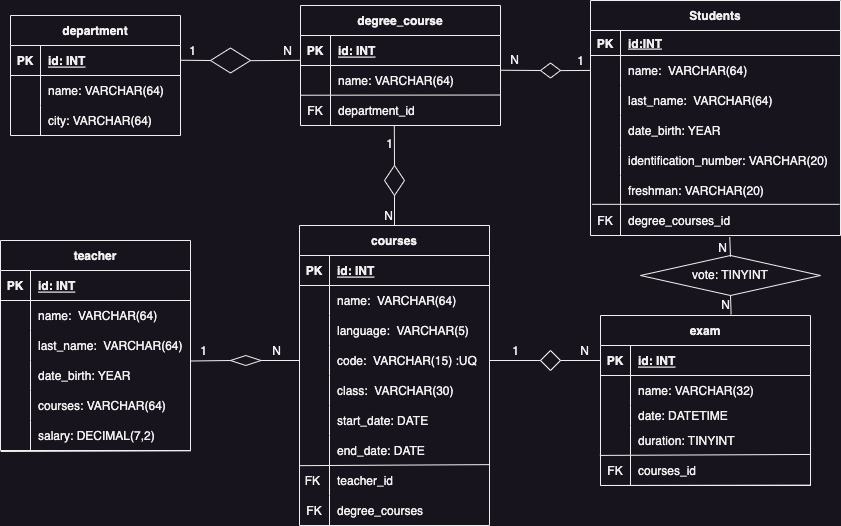 department
PK id: INT
name: VARCHAR(64)
city: VARCHAR(64)
1 N
degree_course
PK id: INT
name: VARCHAR(64)
FK department_id
N 1
Students
PK id:INT
name: VARCHAR(64)
last_name: VARCHAR(64)
date_birth: YEAR
identification_number: VARCHAR(20)
freshman: VARCHAR(20)
FK degree_courses_id
1
N
N
vote: TINYINT
N
teacher
PK id: INT
name: VARCHAR(64)
last_name: VARCHAR(64)
date_birth: YEAR
courses: VARCHAR(64)
salary: DECIMAL(7,2)
1 N
courses
PK id: INT
name: VARCHAR(64)
language: VARCHAR(5)
code: VARCHAR(15) :UQ
class: VARCHAR(30)
start_date: DATE
end_date: DATE
FK teacher_id
FK degree_courses
1 N
exam
PK id: INT
name: VARCHAR(32)
date: DATETIME
duration: TINYINT
FK courses_id